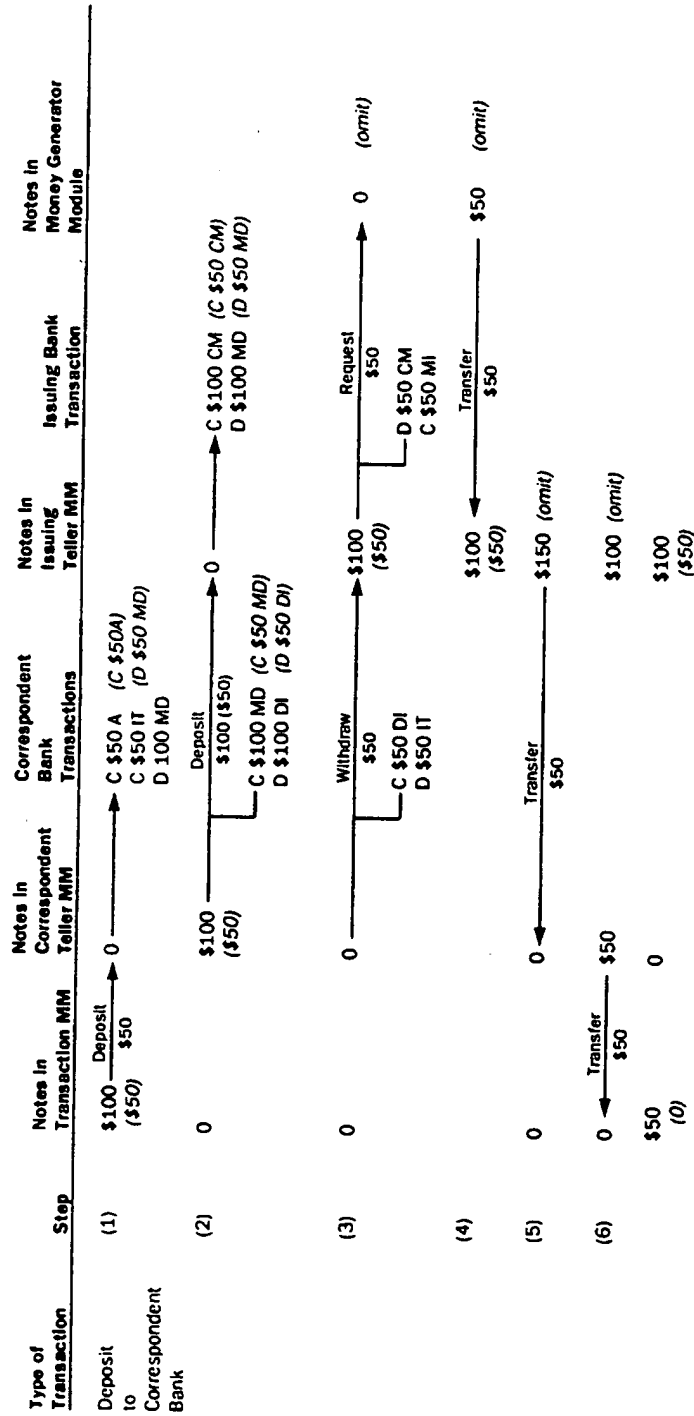 Type of
Transaction
Step
Notes In
Transaction MM
Notes In
Correspondent
Teller MM
Correspondent
Bank
Transactions
Notes In
Issuing
Teller MM
Issuing Bank
Transaction
Notes In
Money Generator
Module
Deposit
to
Correspondent
Bank
(1)
$100
($50)
Deposit
$50
0
C $50 A (C $50A)
C $50 IT (D $50 MD)
D 100 MD
(2)
0
$100
($50)
Deposit
$100 ($50)
C $100 MD (C $50 MD)
D $100 DI (D $50 DI)
0
C $100 CM (C $50 CM)
D $100 MD (D $50 MD)
(3)
0
0
Withdraw
$50
C $50 DI
D $50 IT
$100
($50)
Request
$50
D $50 CM
C $50 MI
0 (omit)
(4)
$100
($50)
Transfer
$50
$50 (omit)
(5)
0
0
Transfer
$50
$150 (omit)
(6)
0
Transfer
$50
$50
$100 (omit)
$50
(0)
0
$100
($50)